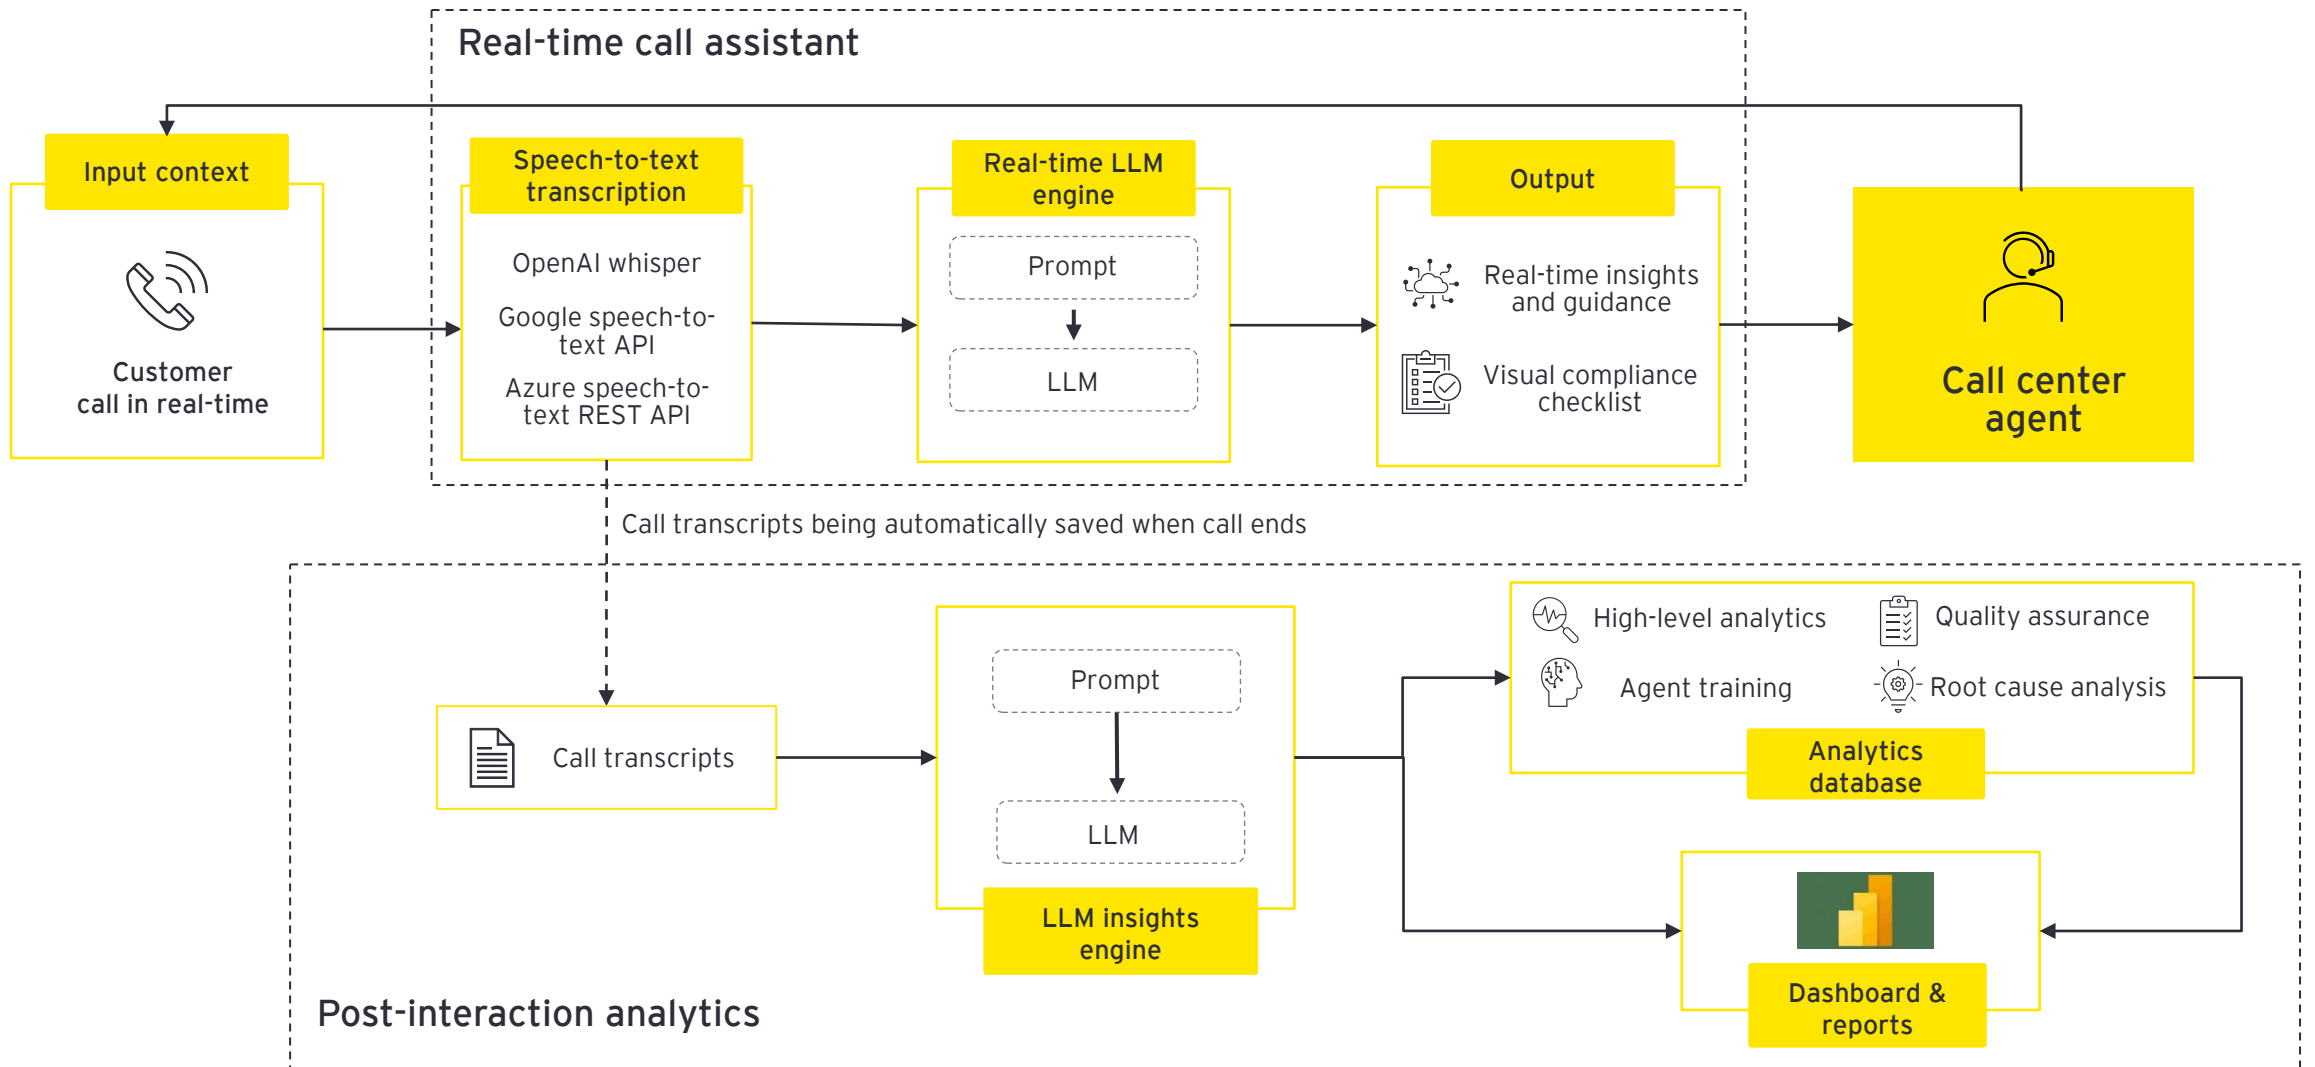 Real-time call assistant
Input context
Customer
call in real-time
Speech-to-text
transcription
OpenAI whisper
Google speech-to-
text API
Azure speech-to-
text REST API
Real-time LLM
engine
Prompt
LLM
Output
Real-time insights
and guidance
Visual compliance
checklist
Call center
agent
Call transcripts being automatically saved when call ends
Call transcripts
Prompt
LLM
LLM insights
engine
High-level analytics
Quality assurance
Agent training
Root cause analysis
Analytics
database
Dashboard &
reports
Post-interaction analytics